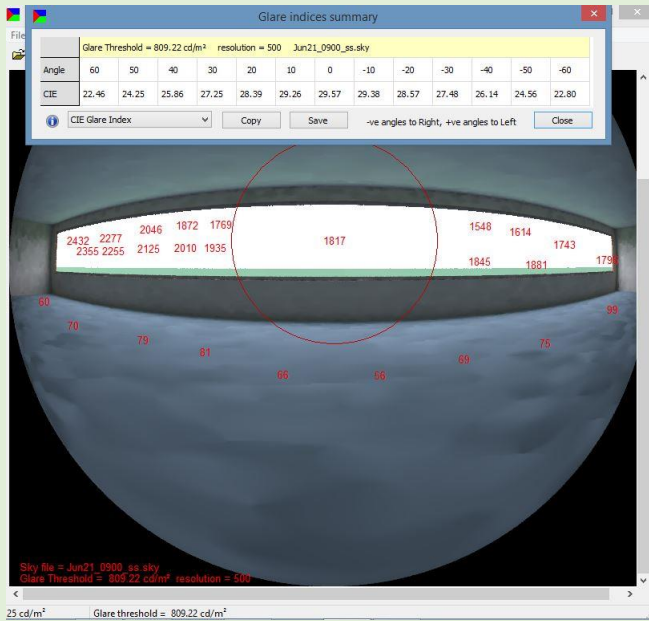 Glare indices summary
File
Glare Threshold = 809.22 cd/m² resolution = 500 Jun21_0900_ss.sky
Angle 60 50 40 30 20 10 0 -10 -20 -30 -40 -50 -60
CIE 22.46 24.25 25.86 27.25 28.39 29.26 29.57 29.38 28.57 27.48 26.14 24.56 22.80
CIE Glare Index Copy Save -ve angles to Right, +ve angles to Left Close
2432 2277 2046 1872 1769 1817 1548 1614 1743
2355 2255 2125 2010 1935 1845 1881
60 99
70 79 81 66 66 69 75
Sky file = Jun21_0900_ss.sky
Glare Threshold = 809.22 cd/m² resolution = 500
25 cd/m² Glare threshold = 809.22 cd/m²